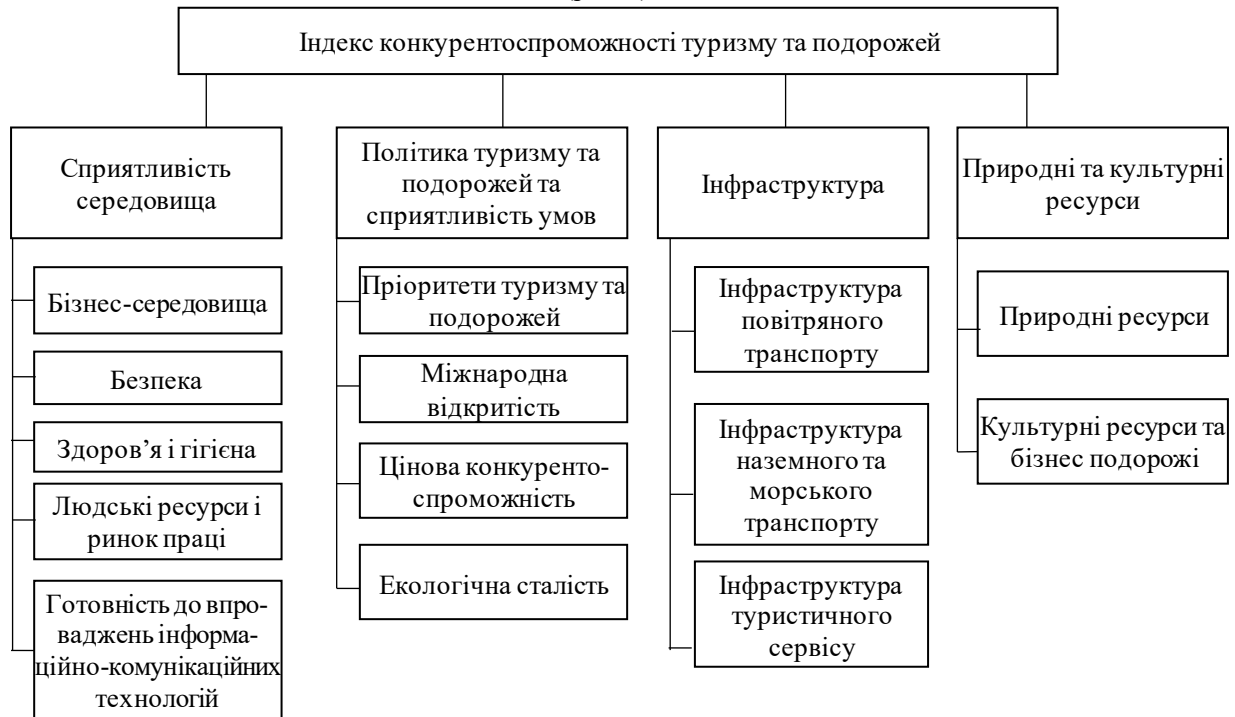 Індекс конкурентоспроможності туризму та подорожей
Сприятливість
середовища
Бізнес-середовища
Безпека
Здоров’я і гігієна
Людські ресурси і
ринок праці
Готовність до впро-
ваджень інформа-
ційно-комунікаційних
технологій
Політика туризму та
подорожей та
сприятливість умов
Пріоритети туризму та
подорожей
Міжнародна
відкритість
Цінова конкуренто-
спроможність
Екологічна сталість
Інфраструктура
Інфраструктура
повітряного
транспорту
Інфраструктура
наземного та
морського
транспорту
Інфраструктура
туристичного
сервісу
Природні та культурні
ресурси
Природні ресурси
Культурні ресурси та
бізнес подорожі